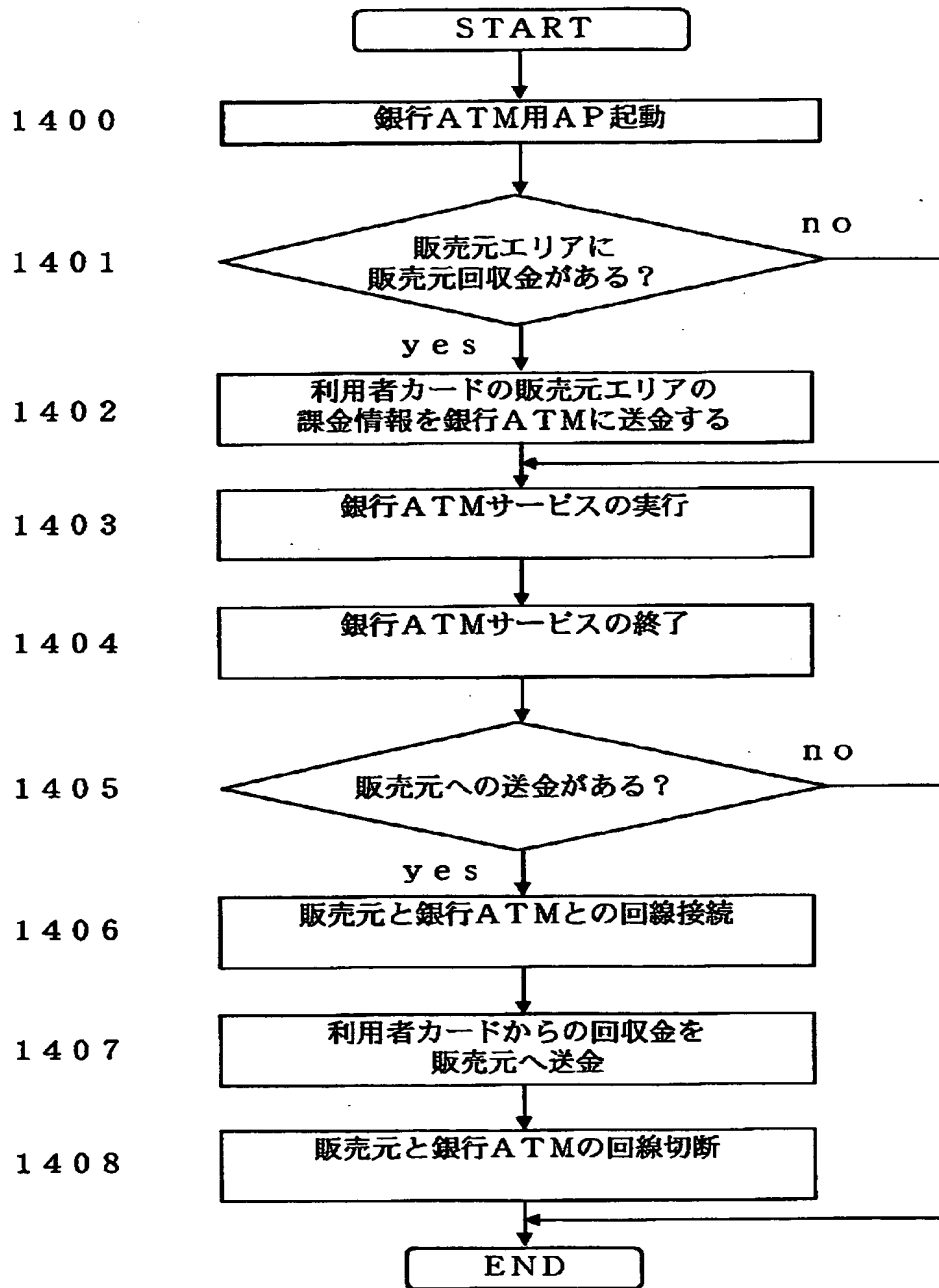 START
1400
銀行ATM用AP起動
no
1401
販売元エリアに
販売元回収金がある？
yes
1402
利用者カードの販売元エリアの
課金情報を銀行ATMに送金する
1403
銀行ATMサービスの実行
1404
銀行ATMサービスの終了
no
1405
販売元への送金がある？
yes
1406
販売元と銀行ATMとの回線接続
1407
利用者カードからの回収金を
販売元へ送金
1408
販売元と銀行ATMの回線切断
END